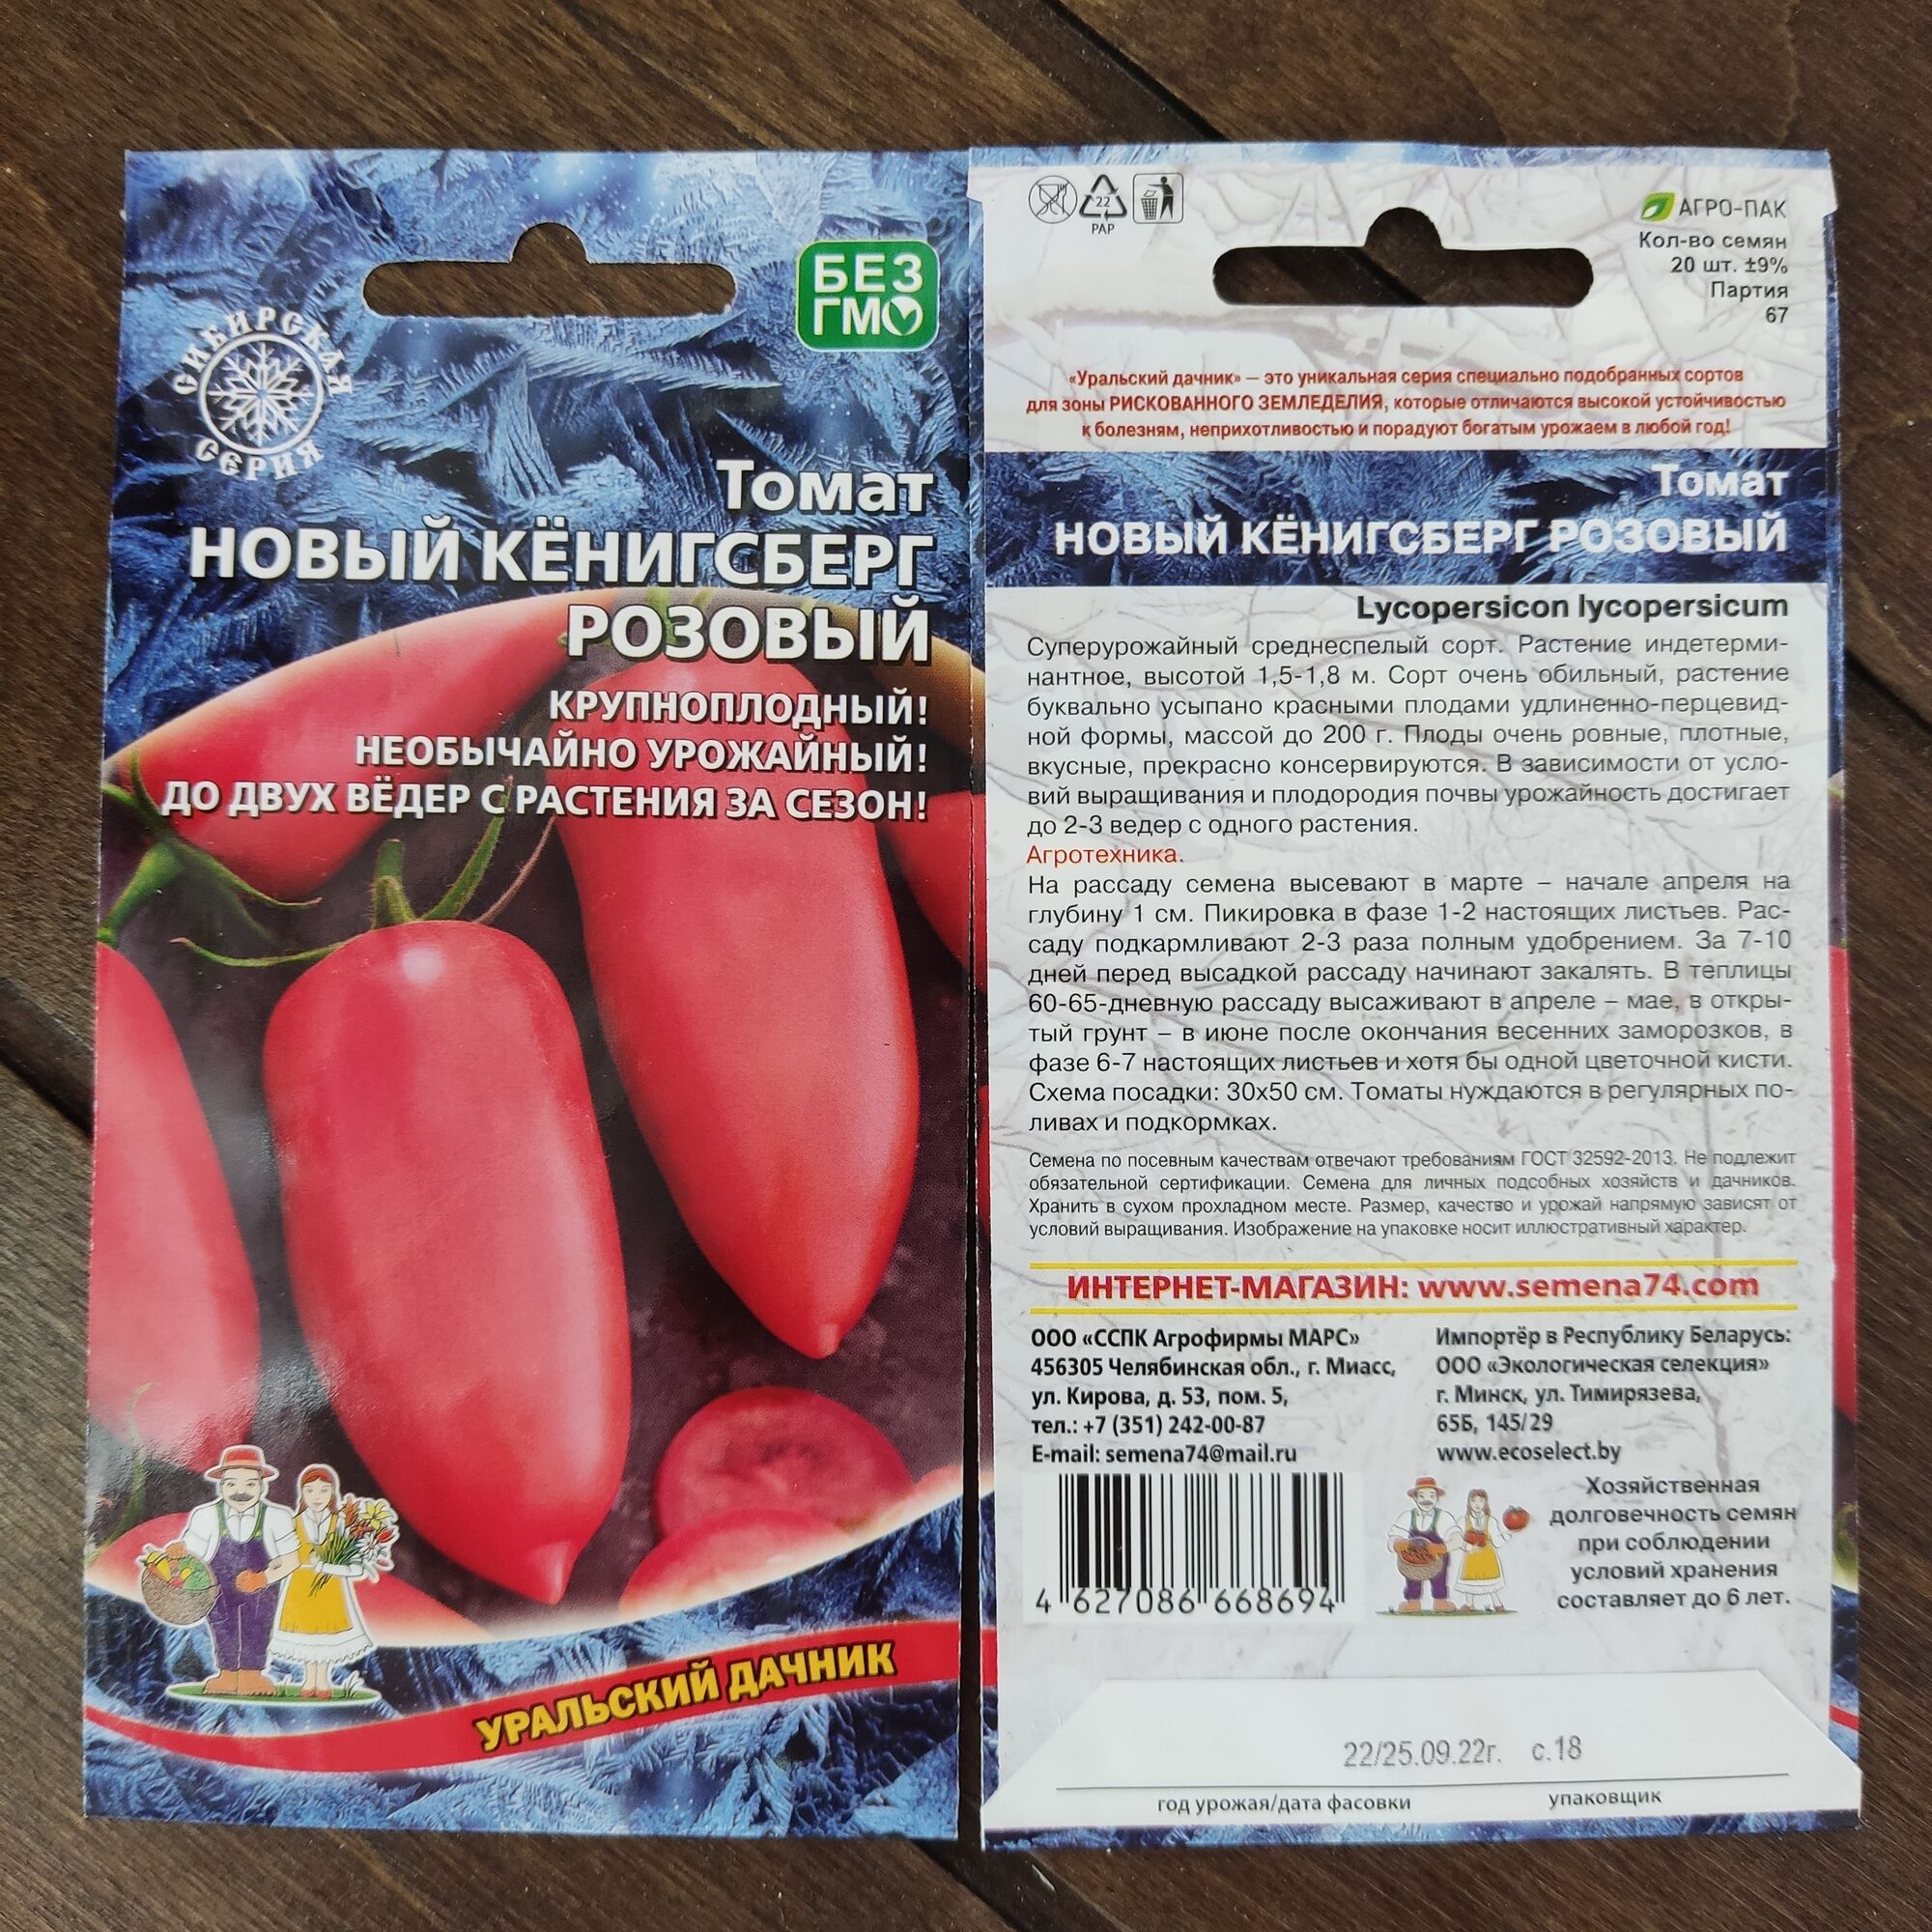 СИБИРСКАЯ
СЕРИЯ
БЕЗ
ГМО
Томат
НОВЫЙ КЁНИГСБЕРГ
РОЗОВЫЙ
КРУПНОПЛОДНЫЙ!
НЕОБЫЧАЙНО УРОЖАЙНЫЙ!
ДО ДВУХ ВЁДЕР С РАСТЕНИЯ ЗА СЕЗОН!
УРАЛЬСКИЙ ДАЧНИК
22
PAP
АГРО-ПАК
Кол-во семян
20 шт. ±9%
Партия
67
«Уральский дачник» — это уникальная серия специально подобранных сортов
для зоны РИСКОВАННОГО ЗЕМЛЕДЕЛИЯ, которые отличаются высокой устойчивостью
к болезням, неприхотливостью и порадуют богатым урожаем в любой год!
Томат
НОВЫЙ КЁНИГСБЕРГ РОЗОВЫЙ
Lycopersicon lycopersicum
Суперурожайный среднеспелый сорт. Растение индетерми-
нантное, высотой 1,5-1,8 м. Сорт очень обильный, растение
буквально усыпано красными плодами удлиненно-перцевид-
ной формы, массой до 200 г. Плоды очень ровные, плотные,
вкусные, прекрасно консервируются. В зависимости от усло-
вий выращивания и плодородия почвы урожайность достигает
до 2-3 ведер с одного растения.
Агротехника.
На рассаду семена высевают в марте – начале апреля на
глубину 1 см. Пикировка в фазе 1-2 настоящих листьев. Рас-
саду подкармливают 2-3 раза полным удобрением. За 7-10
дней перед высадкой рассаду начинают закалять. В теплицы
60-65-дневную рассаду высаживают в апреле – мае, в откры-
тый грунт – в июне после окончания весенних заморозков, в
фазе 6-7 настоящих листьев и хотя бы одной цветочной кисти.
Схема посадки: 30х50 см. Томаты нуждаются в регулярных по-
ливах и подкормках.
Семена по посевным качествам отвечают требованиям ГОСТ 32592-2013. Не подлежит
обязательной сертификации. Семена для личных подсобных хозяйств и дачников.
Хранить в сухом прохладном месте. Размер, качество и урожай напрямую зависят от
условий выращивания. Изображение на упаковке носит иллюстративный характер.
ИНТЕРНЕТ-МАГАЗИН: www.semena74.com
ООО «ССПК Агрофирмы МАРС»
456305 Челябинская обл., г. Миасс,
ул. Кирова, д. 53, пом. 5,
тел.: +7 (351) 242-00-87
E-mail: semena74@mail.ru
Импортёр в Республику Беларусь:
ООО «Экологическая селекция»
г. Минск, ул. Тимирязева,
65Б, 145/29
www.ecoselect.by
4 627086 668694
Хозяйственная
долговечность семян
при соблюдении
условий хранения
составляет до 6 лет.
22/25.09.22г. с.18
год урожая/дата фасовки упаковщик